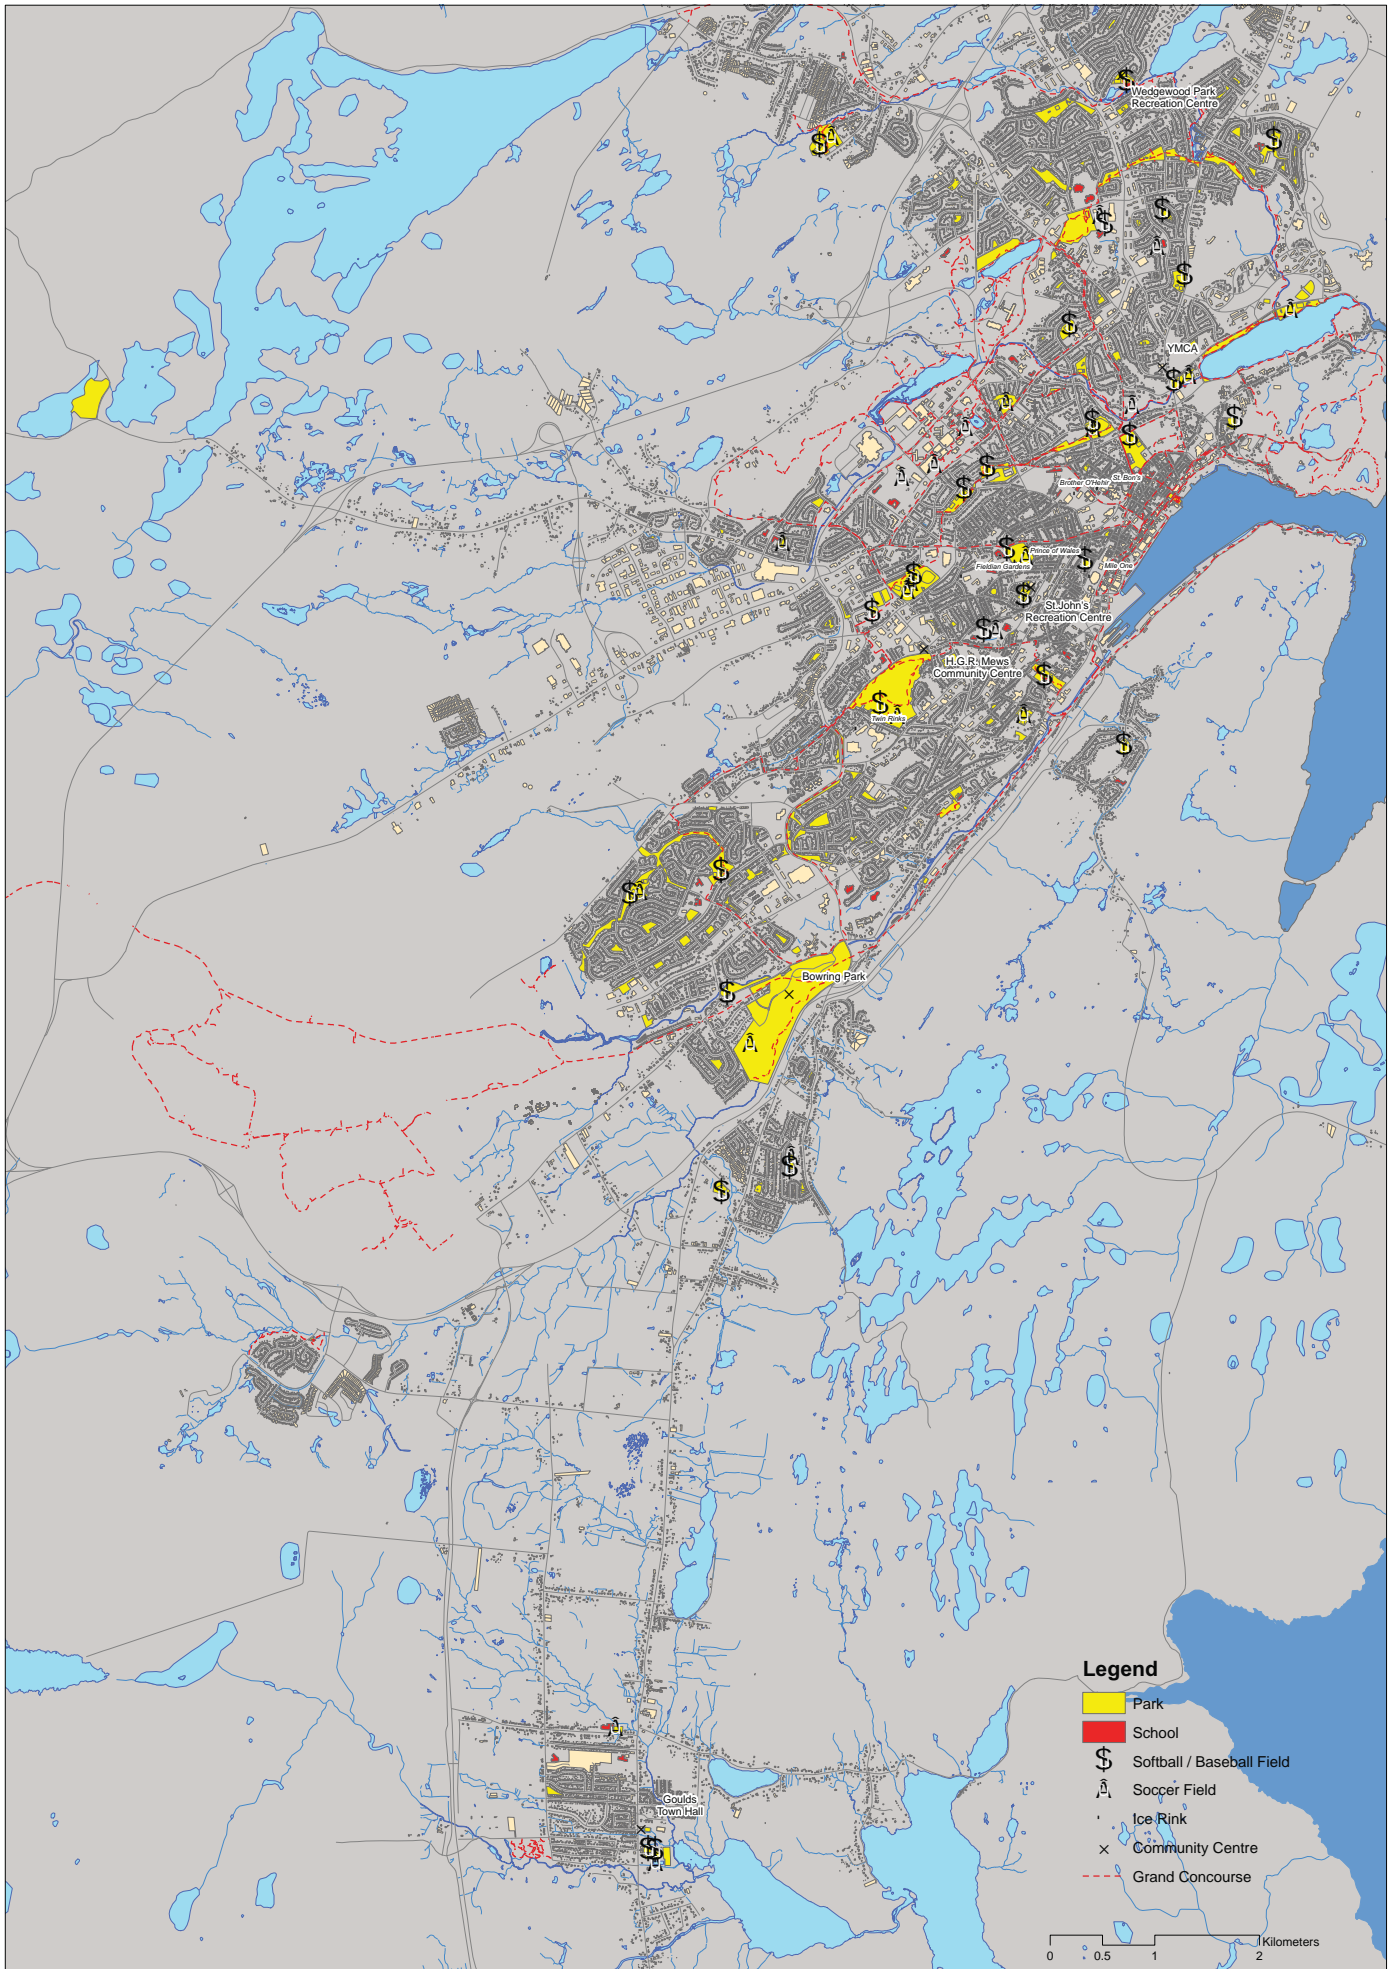 Wedgewood Park
Recreation Centre
YMCA
Brother O'Hehir
St. Bon's
Prince of Wales
Fieldian Gardens
Mile One
St. John's
Recreation Centre
H.G.R. Mews
Community Centre
Twin Rinks
Bowring Park
Goulds
Town Hall
Legend
Park
School
Softball / Baseball Field
Soccer Field
Ice Rink
Community Centre
Grand Concourse
Kilometers
0 0.5 1 2